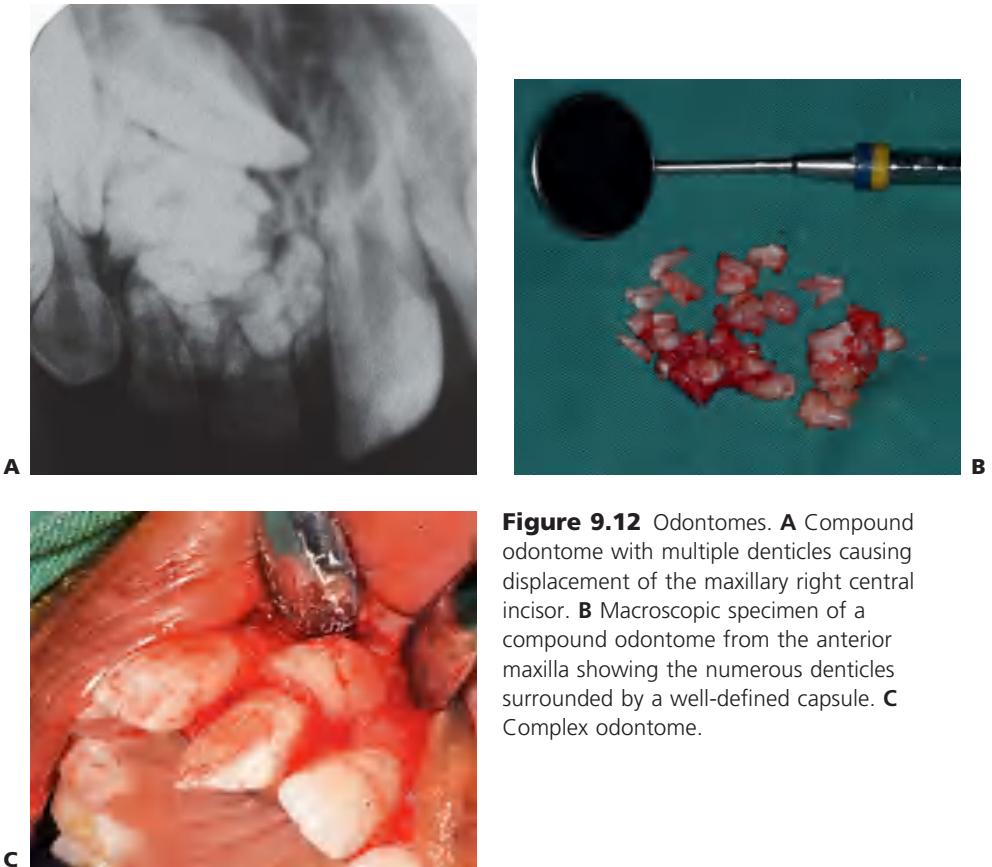 A
B
C
Figure 9.12 Odontomes. A Compound
odontome with multiple denticles causing
displacement of the maxillary right central
incisor. B Macroscopic specimen of a
compound odontome from the anterior
maxilla showing the numerous denticles
surrounded by a well-defined capsule. C
Complex odontome.